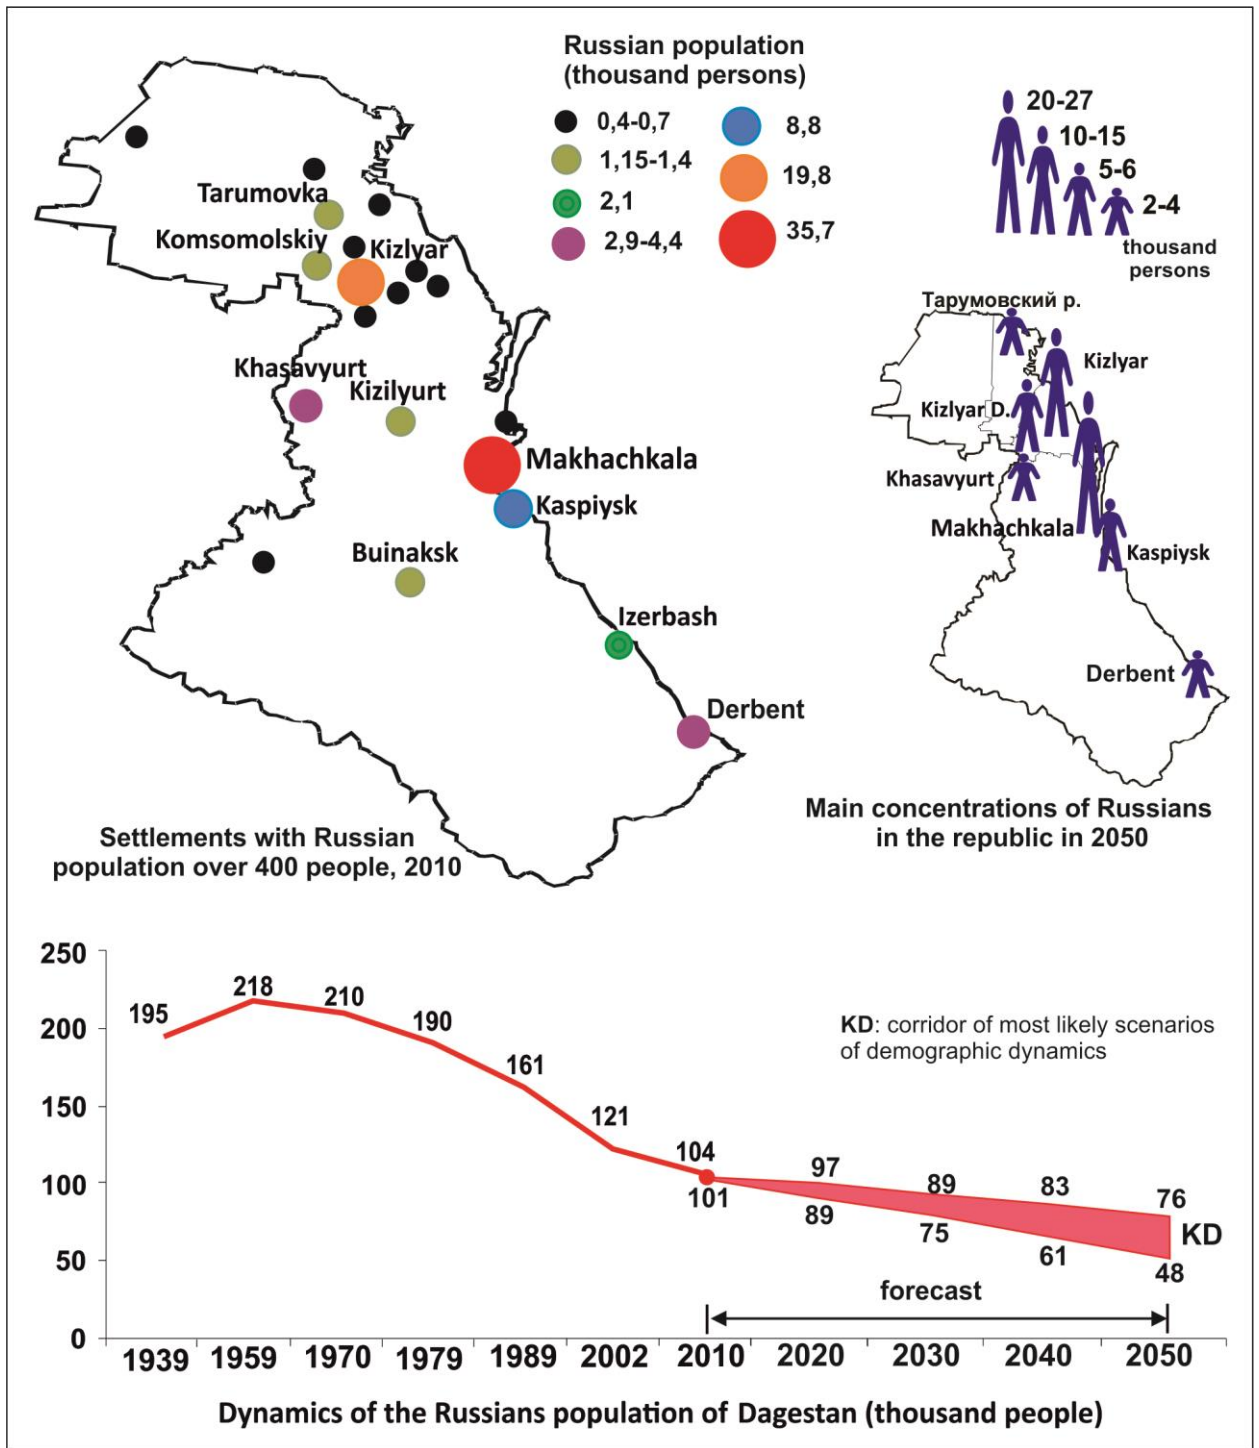 Russian population
(thousand persons)
0,4-0,7
1,15-1,4
2,1
2,9-4,4
8,8
19,8
35,7
20-27
10-15
5-6
2-4
thousand
persons
Tarumovka
Komsomolskiy
Kizlyar
Khasavyurt
Kizilyurt
Makhachkala
Kaspiysk
Buinaksk
Izerbash
Derbent
Settlements with Russian
population over 400 people, 2010
Тарумовский р.
Kizlyar
Kizlyar D.
Khasavyurt
Makhachkala
Kaspiysk
Derbent
Main concentrations of Russians
in the republic in 2050
250
200
150
100
50
0
195
218
210
190
161
121
104
101
97
89
89
75
83
61
76
48
KD
KD: corridor of most likely scenarios
of demographic dynamics
forecast
1939 1959 1970 1979 1989 2002 2010 2020 2030 2040 2050
Dynamics of the Russians population of Dagestan (thousand people)